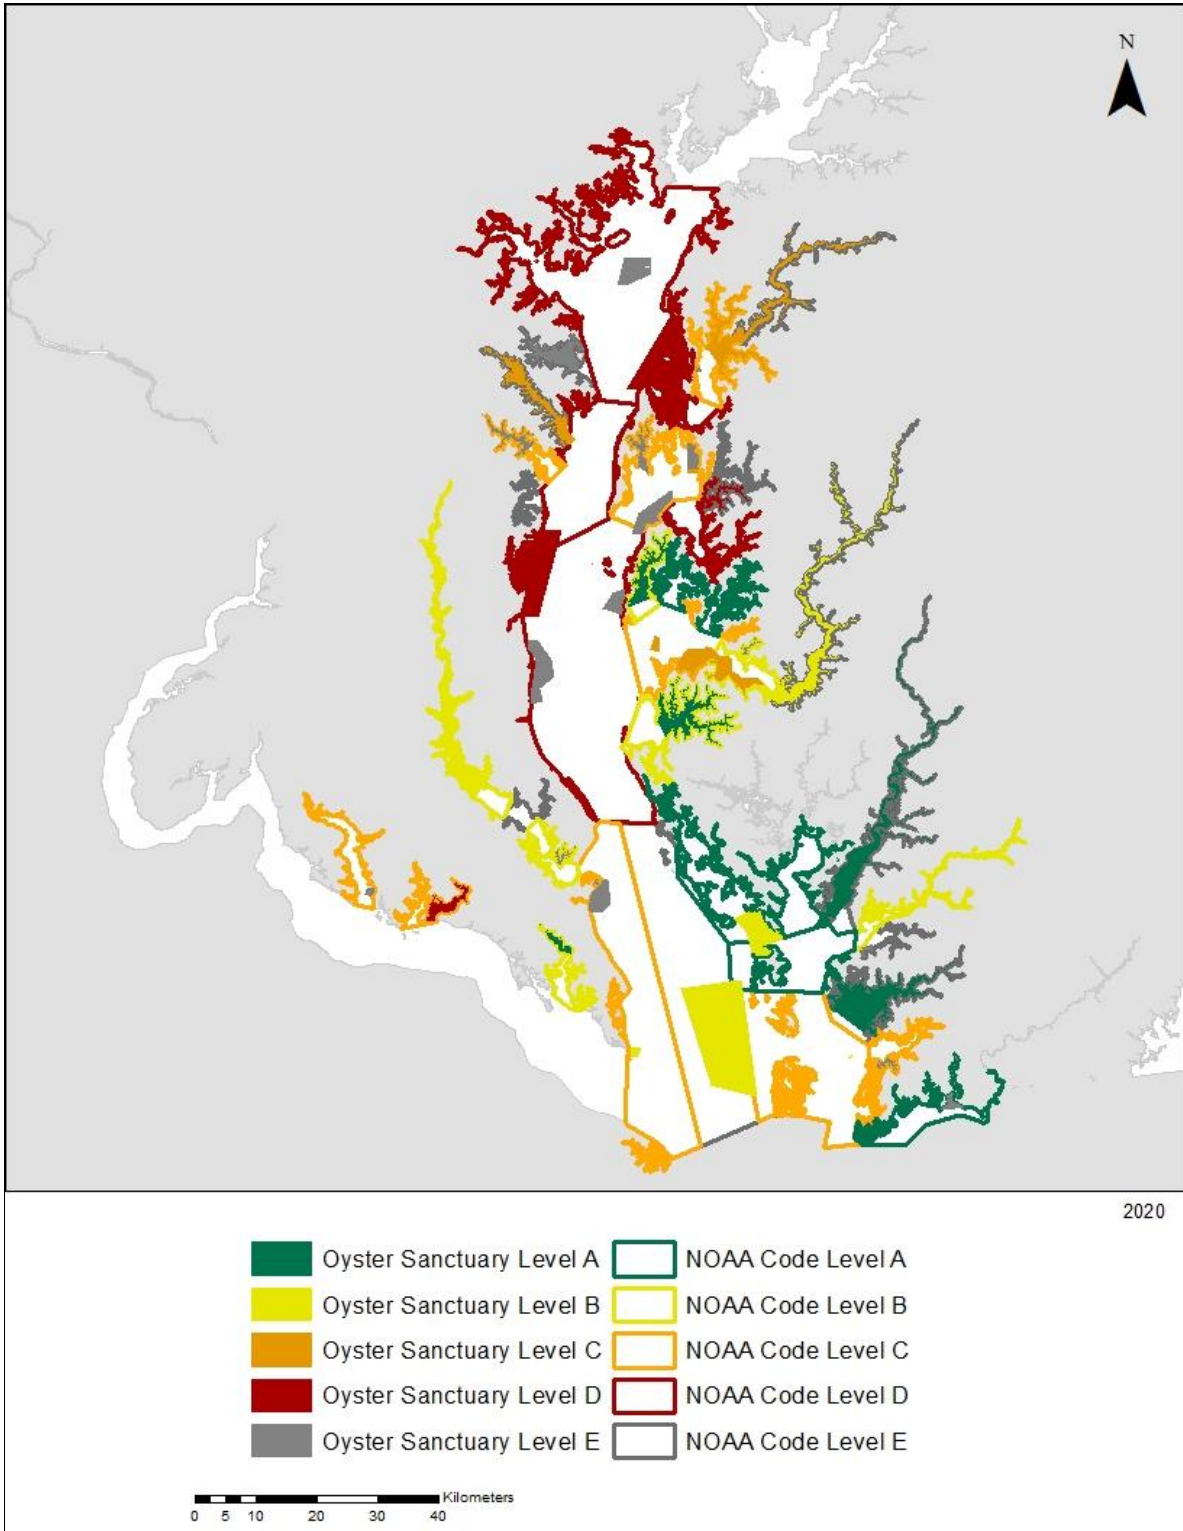 N
2020
Oyster Sanctuary Level A NOAA Code Level A
Oyster Sanctuary Level B NOAA Code Level B
Oyster Sanctuary Level C NOAA Code Level C
Oyster Sanctuary Level D NOAA Code Level D
Oyster Sanctuary Level E NOAA Code Level E
Kilometers
0 5 10 20 30 40